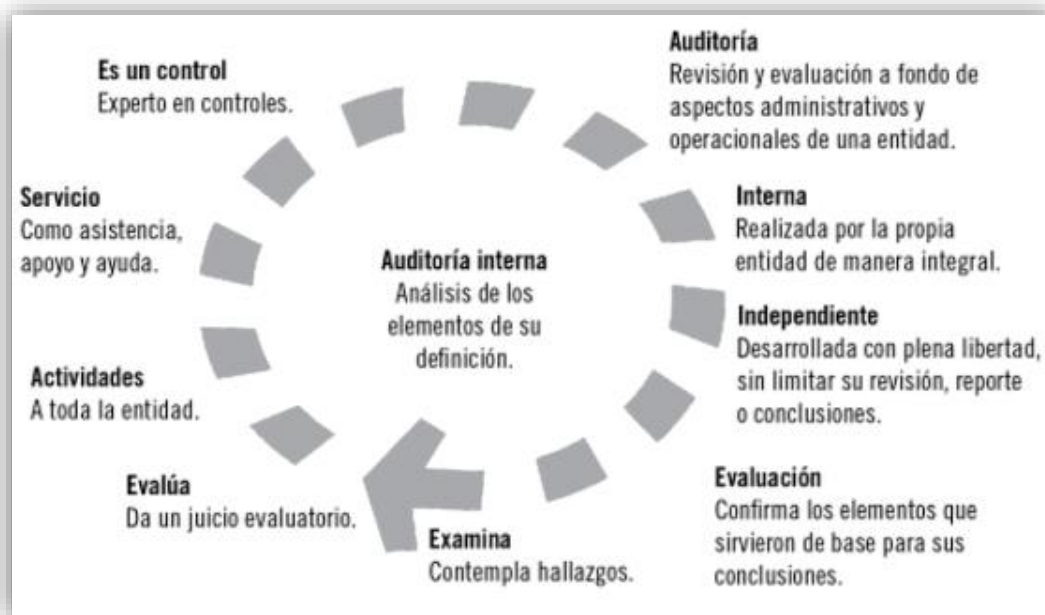 Auditoría
Revisión y evaluación a fondo de
aspectos administrativos y
operacionales de una entidad.
Interna
Realizada por la propia
entidad de manera integral.
Independiente
Desarrollada con plena libertad,
sin limitar su revisión, reporte
o conclusiones.
Evaluación
Confirma los elementos que
sirvieron de base para sus
conclusiones.
Examina
Contempla hallazgos.
Evalúa
Da un juicio evaluatorio.
Actividades
A toda la entidad.
Servicio
Como asistencia,
apoyo y ayuda.
Es un control
Experto en controles.
Auditoría interna
Análisis de los
elementos de su
definición.